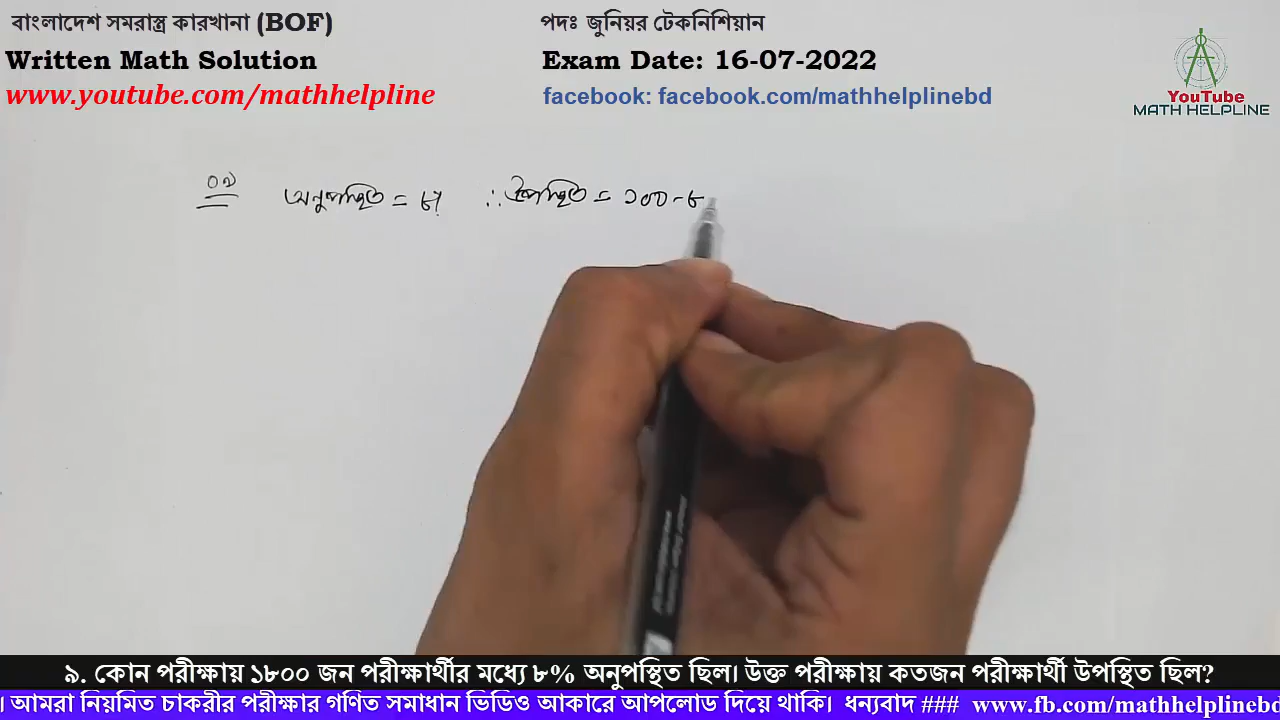 বাংলাদেশ সমরাস্ত্র কারখানা (BOF)
পদঃ জুনিয়র টেকনিশিয়ান
Written Math Solution
Exam Date: 16-07-2022
www.youtube.com/mathhelpline
facebook: facebook.com/mathhelplinebd
YouTube
MATH HELPLINE
০৯ অনুপস্থিত = ৮% ∴ উপস্থিত = ১০০-৮
৯. কোন পরীক্ষায় ১৮০০ জন পরীক্ষার্থীর মধ্যে ৮% অনুপস্থিত ছিল। উক্ত পরীক্ষায় কতজন পরীক্ষার্থী উপস্থিত ছিল?
। আমরা নিয়মিত চাকরীর পরীক্ষার গণিত সমাধান ভিডিও আকারে আপলোড দিয়ে থাকি। ধন্যবাদ ### www.fb.com/mathhelplinebd